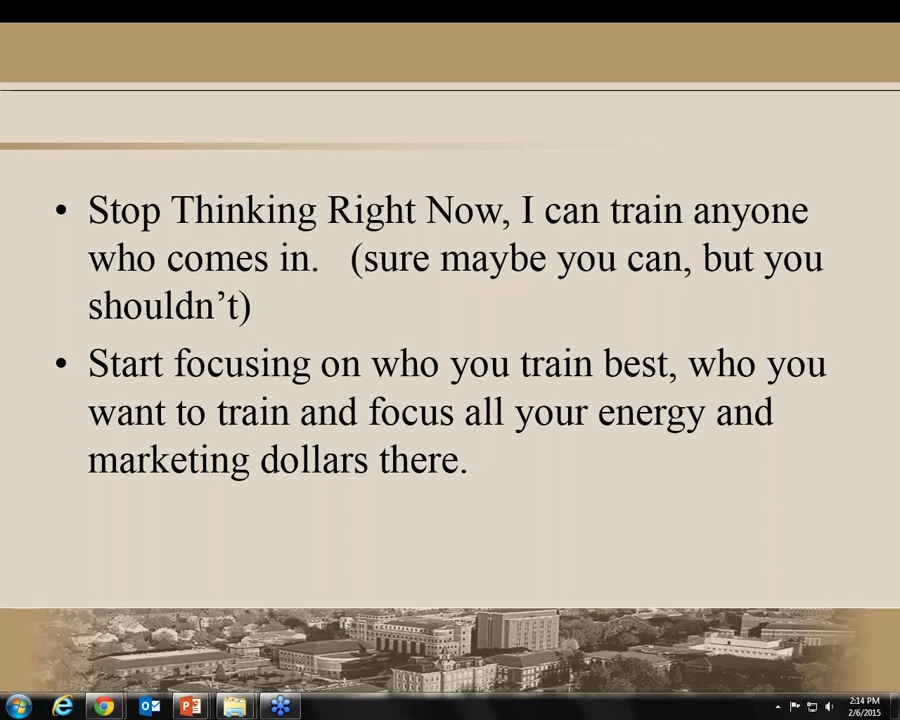 • Stop Thinking Right Now, I can train anyone
who comes in.   (sure maybe you can, but you
shouldn’t)
• Start focusing on who you train best, who you
want to train and focus all your energy and
marketing dollars there.
2:14 PM
2/6/2015